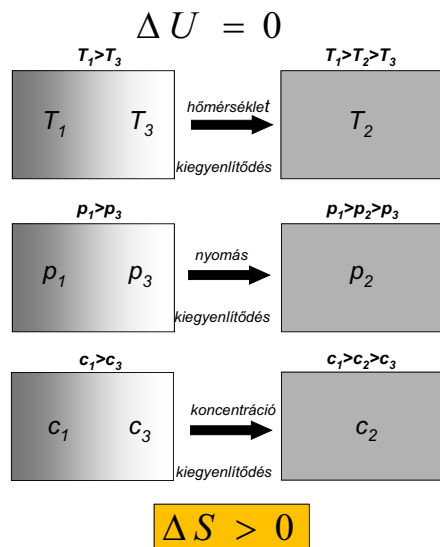 ΔU = 0
T₁>T₃
T₁>T₂>T₃
T₁ T₃
hőmérséklet
kiegyenlítődés
T₂
p₁>p₃
p₁>p₂>p₃
p₁ p₃
nyomás
kiegyenlítődés
p₂
c₁>c₃
c₁>c₂>c₃
c₁ c₃
koncentráció
kiegyenlítődés
c₂
ΔS > 0